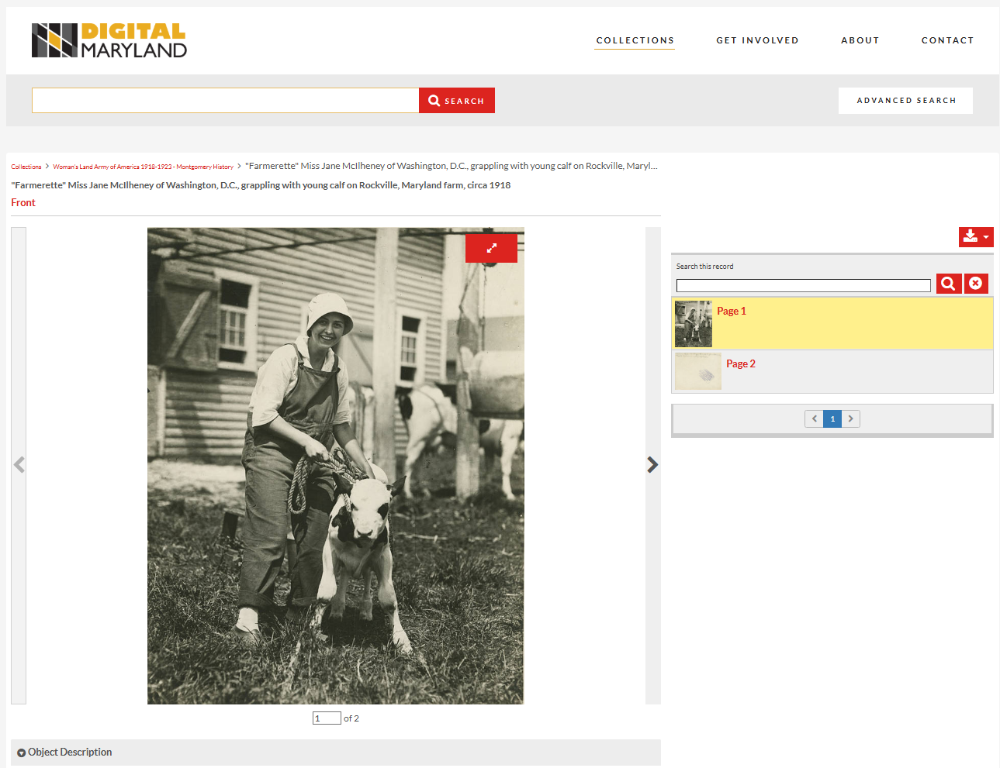 DIGITAL
MARYLAND
COLLECTIONS
GET INVOLVED
ABOUT
CONTACT
SEARCH
ADVANCED SEARCH
Collections > Woman's Land Army of America 1918-1923 - Montgomery History > "Farmerette" Miss Jane McIlheney of Washington, D.C., grappling with young calf on Rockville, Maryl...
"Farmerette" Miss Jane McIlheney of Washington, D.C., grappling with young calf on Rockville, Maryland farm, circa 1918
Front
Search this record
Page 1
Page 2
1
1 of 2
Object Description